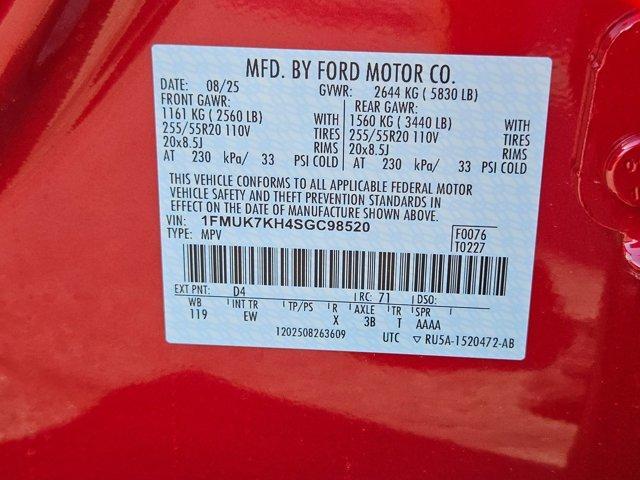 MFD. BY FORD MOTOR CO.
DATE: 08/25 GVWR: 2644 KG ( 5830 LB)
FRONT GAWR: REAR GAWR:
1161 KG ( 2560 LB) WITH 1560 KG ( 3440 LB) WITH
255/55R20 110V TIRES 255/55R20 110V TIRES
20x8.5J RIMS 20x8.5J RIMS
AT 230 kPa/ 33 PSI COLD AT 230 kPa/ 33 PSI COLD
THIS VEHICLE CONFORMS TO ALL APPLICABLE FEDERAL MOTOR
VEHICLE SAFETY AND THEFT PREVENTION STANDARDS IN
EFFECT ON THE DATE OF MANUFACTURE SHOWN ABOVE.
VIN: 1FMUK7KH4SGC98520 F0076
TYPE: MPV T0227
EXT PNT: D4 RC: 71 DSO:
WB INT TR TP/PS R AXLE TR SPR
119 EW X 3B T AAAA
1202508263609 UTC ▽ RU5A-1520472-AB